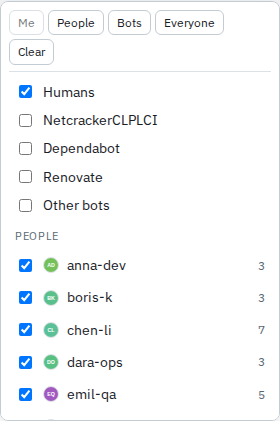 Me People Bots Everyone
Clear
Humans
NetcrackerCLPLCI
Dependabot
Renovate
Other bots
PEOPLE
AD anna-dev 3
BK boris-k 3
CL chen-li 7
DO dara-ops 3
EQ emil-qa 5